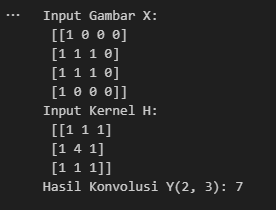 ...
Input Gambar X:
[[1 0 0 0]
[1 1 1 0]
[1 1 1 0]
[1 0 0 0]]
Input Kernel H:
[[1 1 1]
[1 4 1]
[1 1 1]]
Hasil Konvolusi Y(2, 3): 7